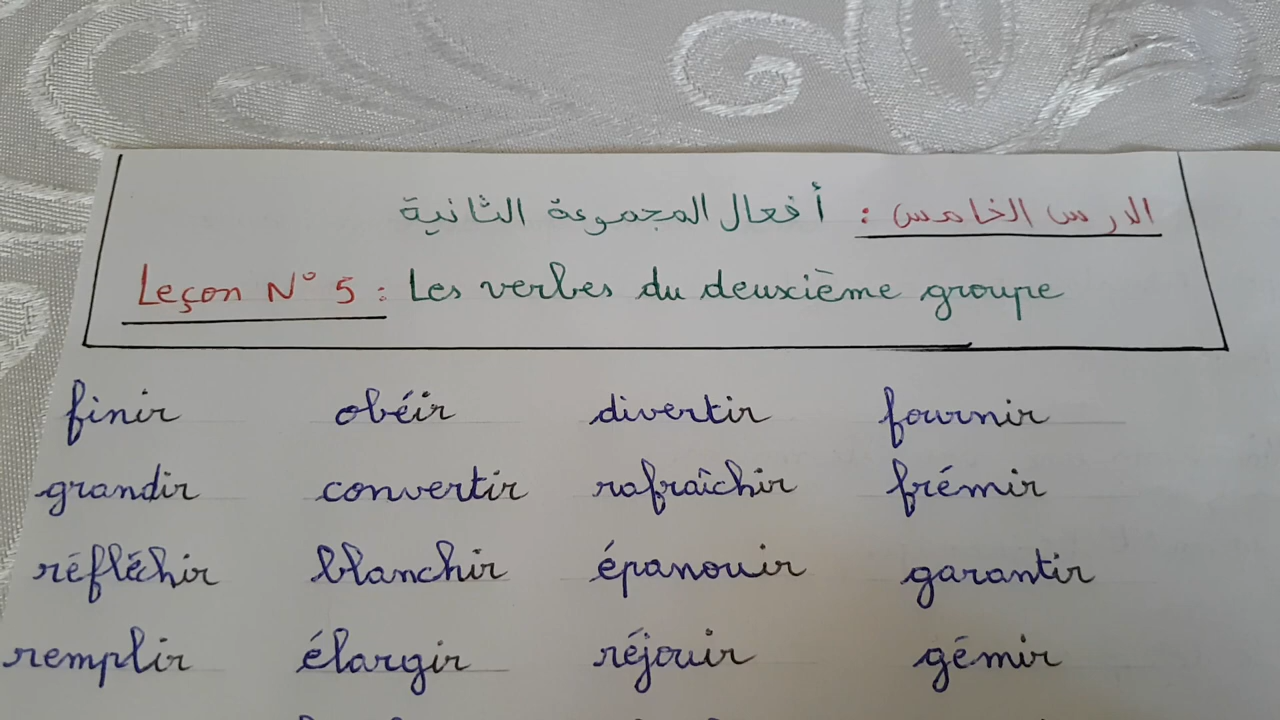 الدرس الخامس : أفعال المجموعة الثانية
Leçon N° 5 : Les verbes du deuxième groupe
finir obéir divertir fournir
grandir convertir rafraîchir frémir
réfléchir blanchir épanouir garantir
remplir élargir réjouir gémir